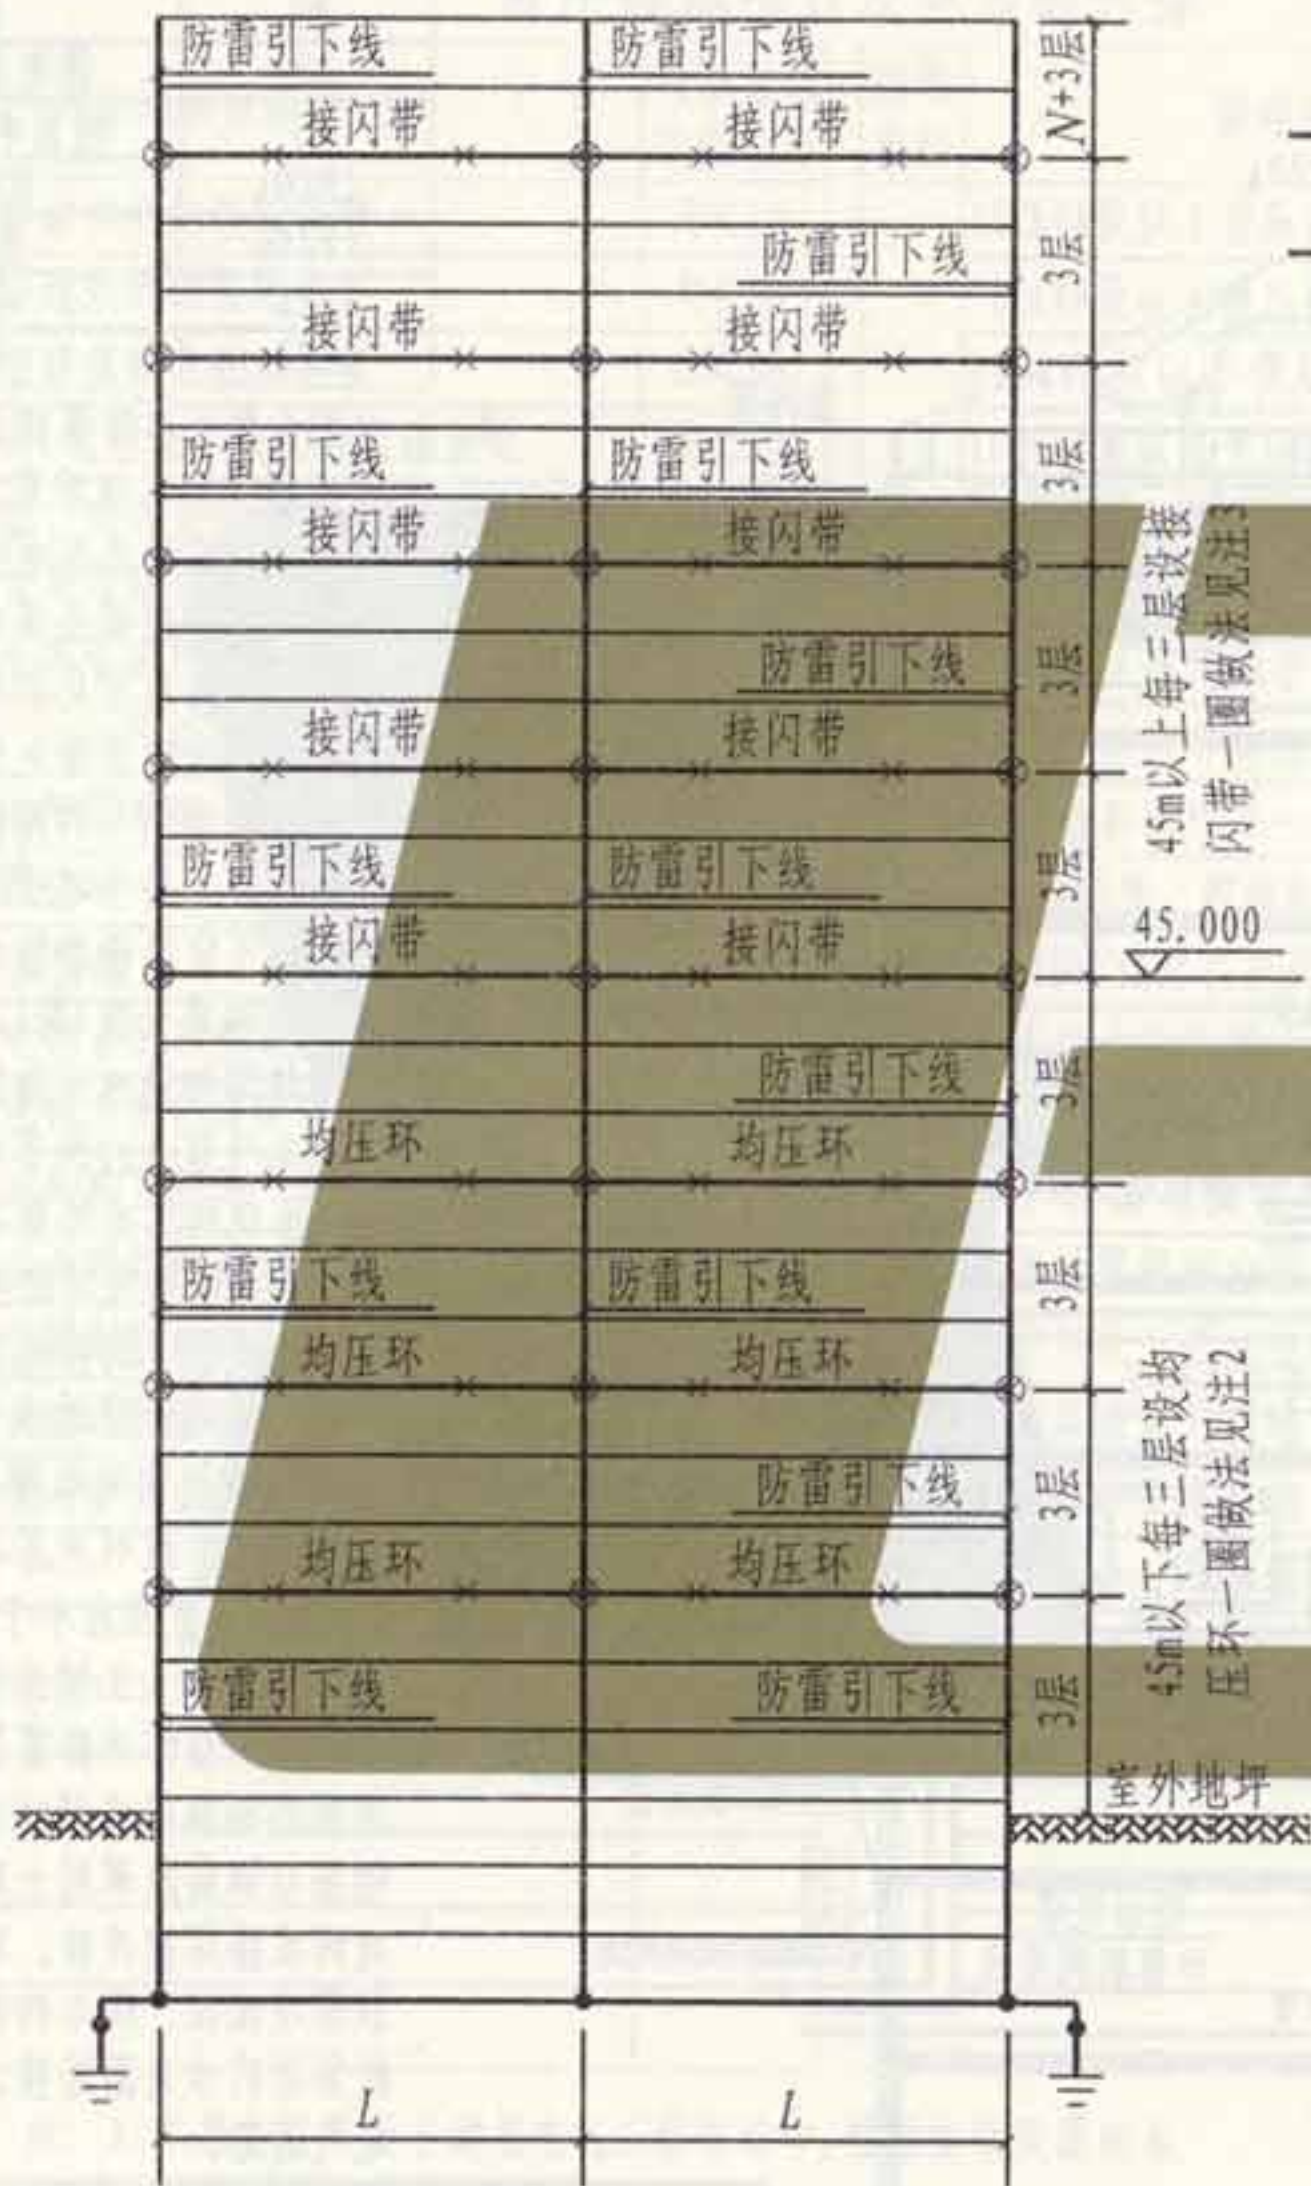 防雷引下线 防雷引下线 N+3层
接闪带 接闪带
防雷引下线 3层
接闪带 接闪带
防雷引下线 防雷引下线 3层
接闪带 接闪带
防雷引下线 3层
接闪带 接闪带
防雷引下线 防雷引下线 3层
接闪带 接闪带
45m以上每三层设接
闪带一圈做法见注3
45.000
防雷引下线 3层
均压环 均压环
防雷引下线 防雷引下线 3层
均压环 均压环
防雷引下线 3层
均压环 均压环
防雷引下线 防雷引下线 3层
45m以下每三层设均
压环一圈做法见注2
室外地坪
L L